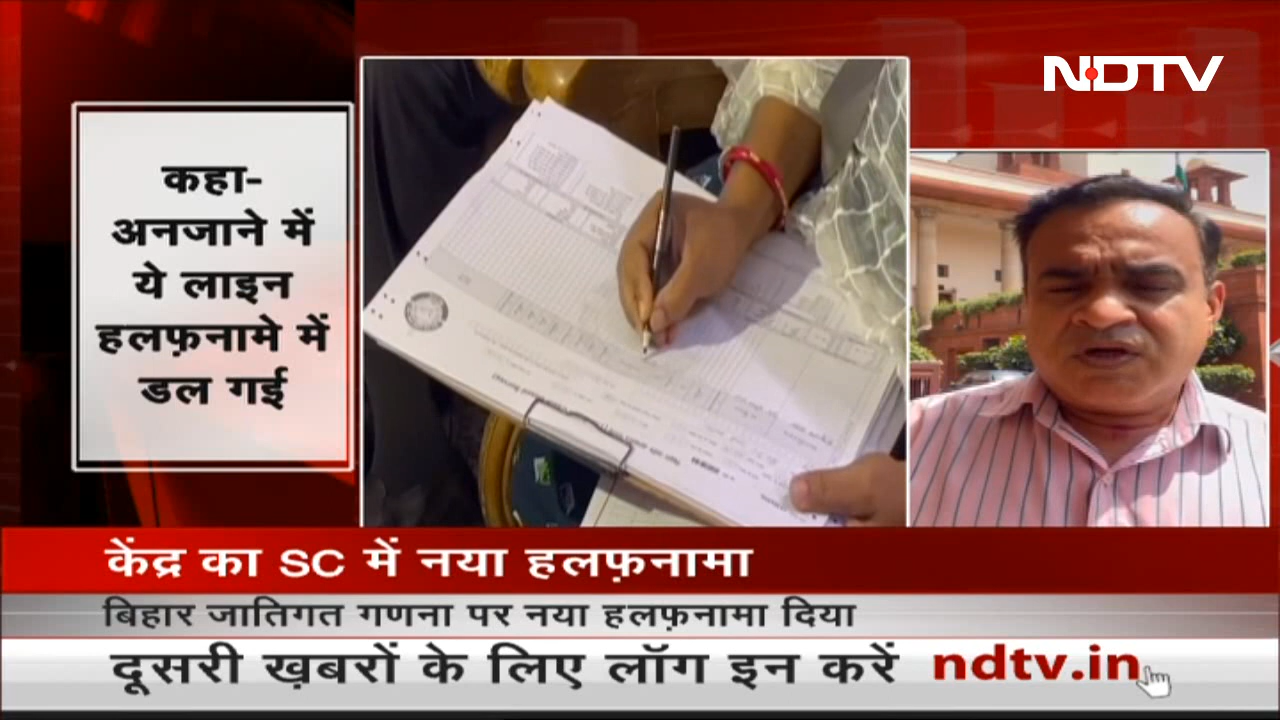 NDTV
कहा-
अनजाने में
ये लाइन
हलफ़नामे में
डल गई
केंद्र का SC में नया हलफ़नामा
बिहार जातिगत गणना पर नया हलफ़नामा दिया
दूसरी ख़बरों के लिए लॉग इन करें ndtv.in